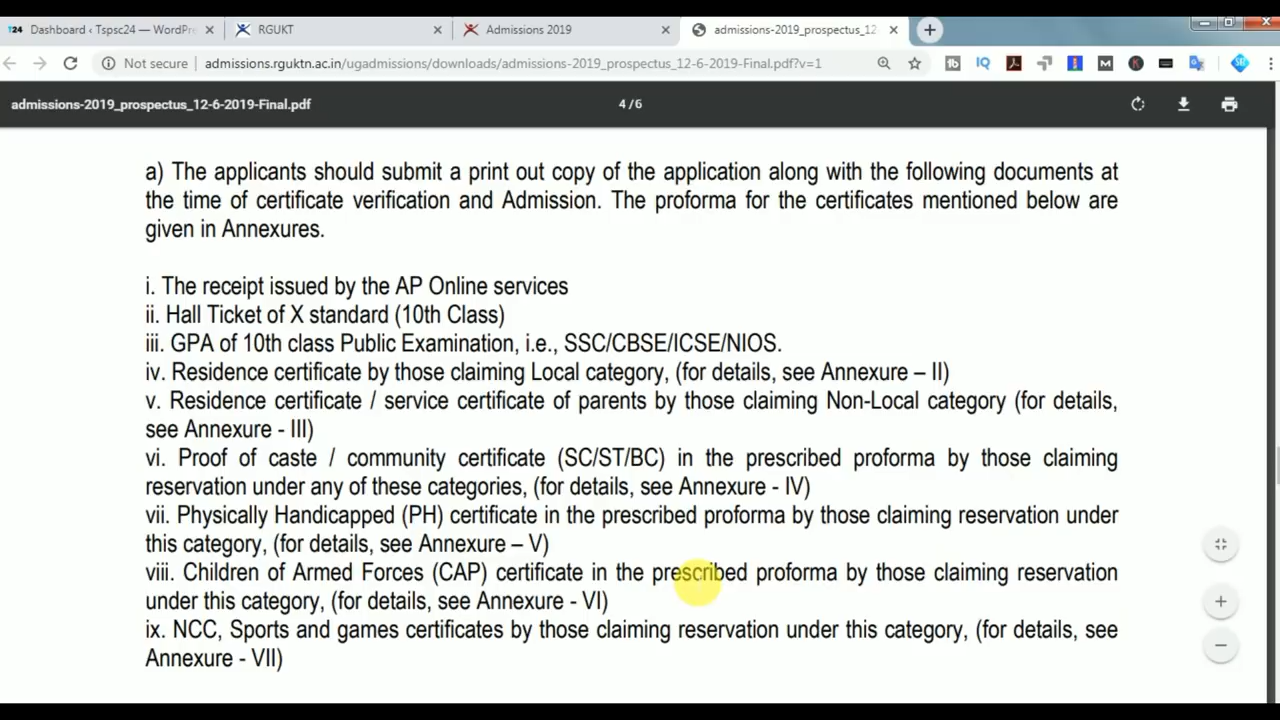 T24 Dashboard ‹ Tspsc24 — WordPre
RGUKT
Admissions 2019
admissions-2019_prospectus_12
Not secure
admissions.rguktn.ac.in/ugadmissions/downloads/admissions-2019_prospectus_12-6-2019-Final.pdf?v=1
admissions-2019_prospectus_12-6-2019-Final.pdf
4 / 6
a) The applicants should submit a print out copy of the application along with the following documents at
the time of certificate verification and Admission. The proforma for the certificates mentioned below are
given in Annexures.
i. The receipt issued by the AP Online services
ii. Hall Ticket of X standard (10th Class)
iii. GPA of 10th class Public Examination, i.e., SSC/CBSE/ICSE/NIOS.
iv. Residence certificate by those claiming Local category, (for details, see Annexure – II)
v. Residence certificate / service certificate of parents by those claiming Non-Local category (for details,
see Annexure - III)
vi. Proof of caste / community certificate (SC/ST/BC) in the prescribed proforma by those claiming
reservation under any of these categories, (for details, see Annexure - IV)
vii. Physically Handicapped (PH) certificate in the prescribed proforma by those claiming reservation under
this category, (for details, see Annexure – V)
viii. Children of Armed Forces (CAP) certificate in the prescribed proforma by those claiming reservation
under this category, (for details, see Annexure - VI)
ix. NCC, Sports and games certificates by those claiming reservation under this category, (for details, see
Annexure - VII)